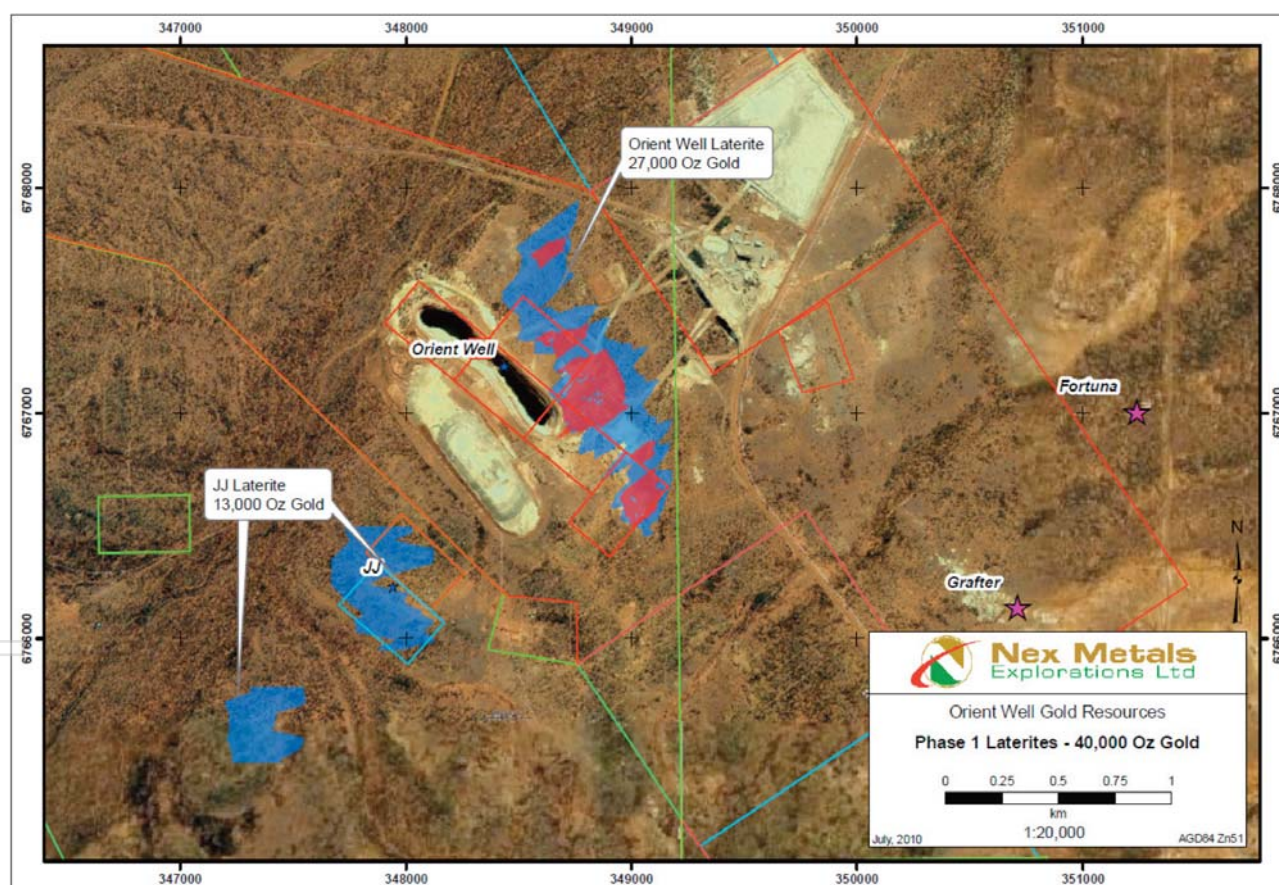 347000
348000
349000
350000
351000
6768000
6768000
Orient Well Laterite
27,000 Oz Gold
Orient Well
6767000
6767000
Fortuna
JJ Laterite
13,000 Oz Gold
JJ
N
Grafter
6766000
6766000
Nex Metals
Explorations Ltd
Orient Well Gold Resources
Phase 1 Laterites - 40,000 Oz Gold
0 0.25 0.5 0.75 1
km
1:20,000
July, 2010
AGD84 Zn51
347000
348000
349000
350000
351000